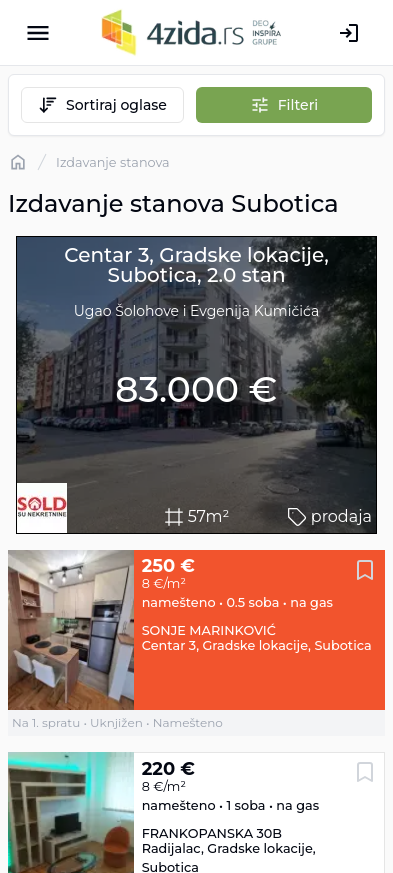 4zida.rs DEO INSPIRA GRUPE
Sortiraj oglase
Filteri
/ Izdavanje stanova
Izdavanje stanova Subotica
Centar 3, Gradske lokacije,
Subotica, 2.0 stan
Ugao Šolohove i Evgenija Kumičića
83.000 €
SOLD
SU NEKRETNINE
57m²
prodaja
250 €
8 €/m²
namešteno • 0.5 soba • na gas
SONJE MARINKOVIĆ
Centar 3, Gradske lokacije, Subotica
Na 1. spratu • Uknjižen • Namešteno
220 €
8 €/m²
namešteno • 1 soba • na gas
FRANKOPANSKA 30B
Radijalac, Gradske lokacije,
Subotica